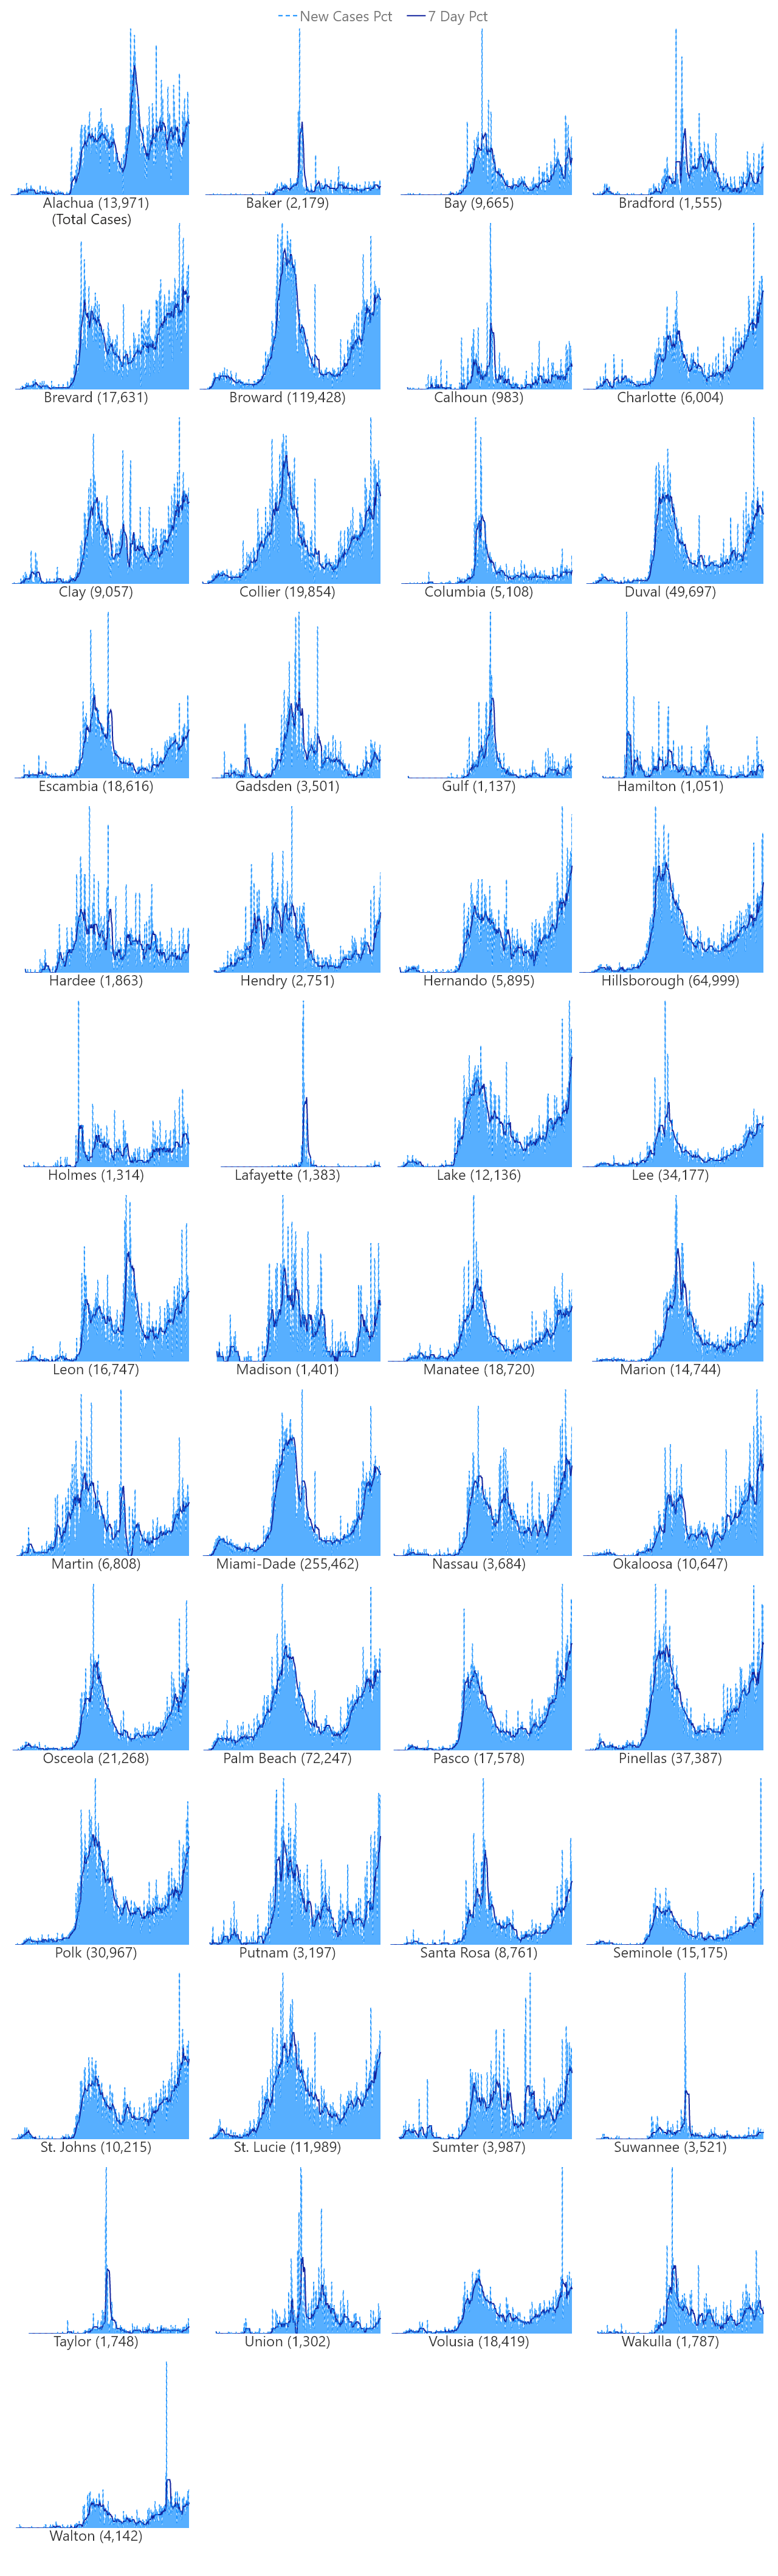 New Cases Pct 7 Day Pct
Alachua (13,971) Baker (2,179) Bay (9,665) Bradford (1,555)
(Total Cases)
Brevard (17,631) Broward (119,428) Calhoun (983) Charlotte (6,004)
Clay (9,057) Collier (19,854) Columbia (5,108) Duval (49,697)
Escambia (18,616) Gadsden (3,501) Gulf (1,137) Hamilton (1,051)
Hardee (1,863) Hendry (2,751) Hernando (5,895) Hillsborough (64,999)
Holmes (1,314) Lafayette (1,383) Lake (12,136) Lee (34,177)
Leon (16,747) Madison (1,401) Manatee (18,720) Marion (14,744)
Martin (6,808) Miami-Dade (255,462) Nassau (3,684) Okaloosa (10,647)
Osceola (21,268) Palm Beach (72,247) Pasco (17,578) Pinellas (37,387)
Polk (30,967) Putnam (3,197) Santa Rosa (8,761) Seminole (15,175)
St. Johns (10,215) St. Lucie (11,989) Sumter (3,987) Suwannee (3,521)
Taylor (1,748) Union (1,302) Volusia (18,419) Wakulla (1,787)
Walton (4,142)